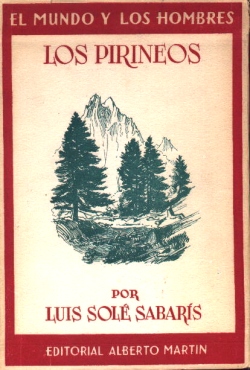 EL MUNDO Y LOS HOMBRES
LOS PIRINEOS
POR
LUIS SOLÉ SABARÍS
EDITORIAL ALBERTO MARTIN